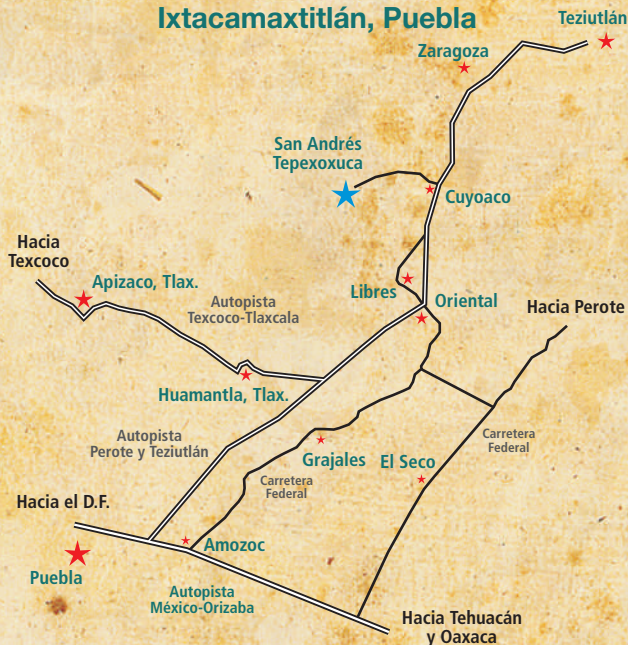 Ixtacamaxtitlán, Puebla
Teziutlán
Zaragoza
San Andrés
Tepexoxuca
Cuyoaco
Hacia
Texcoco
Apizaco, Tlax.
Autopista
Texcoco-Tlaxcala
Libres
Oriental
Hacia Perote
Huamantla, Tlax.
Autopista
Perote y Teziutlán
Grajales
El Seco
Carretera
Federal
Carretera
Federal
Hacia el D.F.
Amozoc
Puebla
Autopista
México-Orizaba
Hacia Tehuacán
y Oaxaca